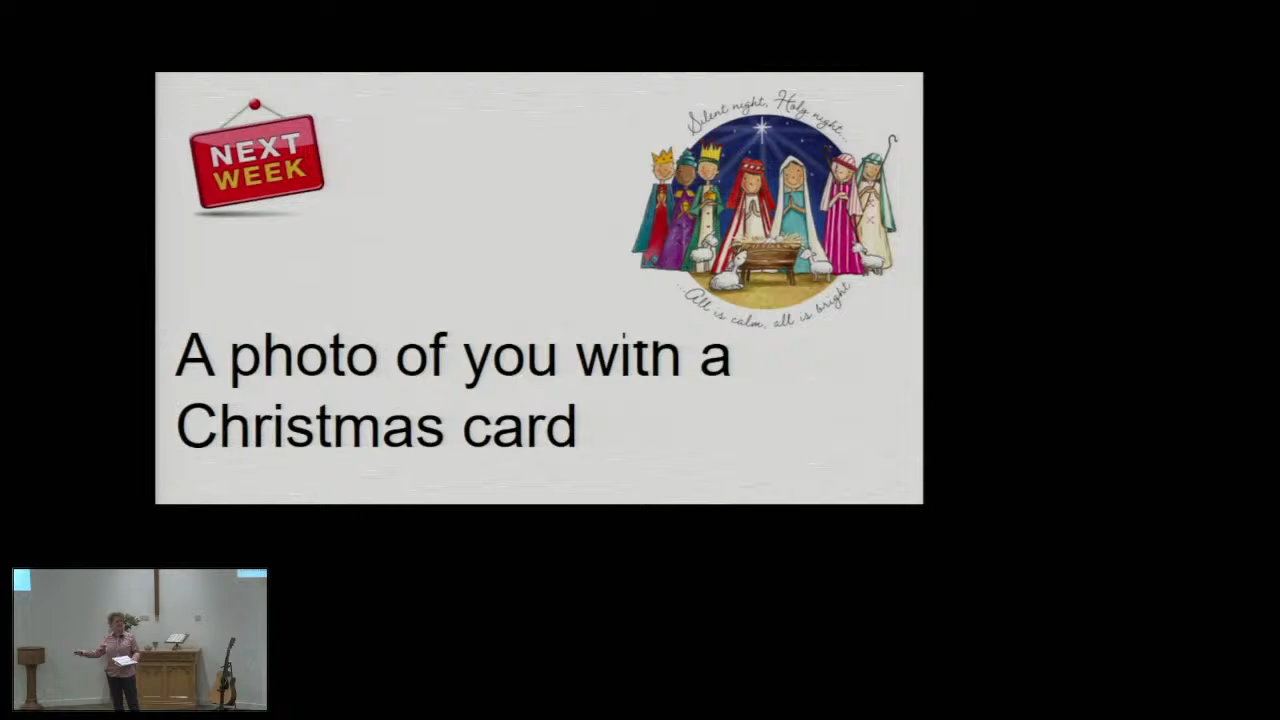 NEXT
WEEK
Silent night, Holy night...
...All is calm, all is bright
A photo of you with a
Christmas card